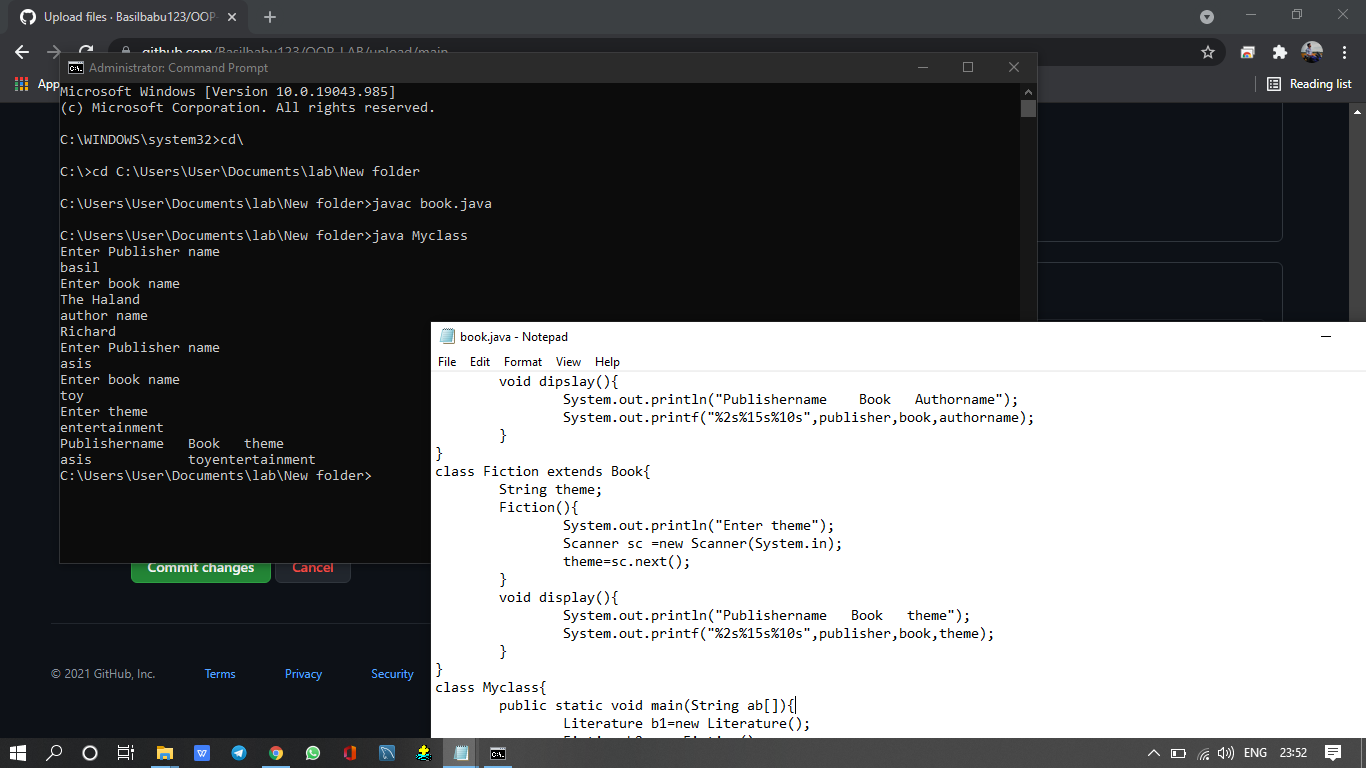 Upload files · Basilbabu123/OOP-
github.com/Basilbabu123/OOP-LAB/upload/main
App
Reading list
Administrator: Command Prompt
Microsoft Windows [Version 10.0.19043.985]
(c) Microsoft Corporation. All rights reserved.
C:\WINDOWS\system32>cd\
C:\>cd C:\Users\User\Documents\lab\New folder
C:\Users\User\Documents\lab\New folder>javac book.java
C:\Users\User\Documents\lab\New folder>java Myclass
Enter Publisher name
basil
Enter book name
The Haland
author name
Richard
Enter Publisher name
asis
Enter book name
toy
Enter theme
entertainment
Publishername   Book   theme
asis            toyentertainment
C:\Users\User\Documents\lab\New folder>
book.java - Notepad
File Edit Format View Help
void dipslay(){
System.out.println("Publishername    Book   Authorname");
System.out.printf("%2s%15s%10s",publisher,book,authorname);
}
}
class Fiction extends Book{
String theme;
Fiction(){
System.out.println("Enter theme");
Scanner sc =new Scanner(System.in);
theme=sc.next();
}
void display(){
System.out.println("Publishername   Book   theme");
System.out.printf("%2s%15s%10s",publisher,book,theme);
}
}
class Myclass{
public static void main(String ab[]){
Literature b1=new Literature();
Commit changes
Cancel
© 2021 GitHub, Inc.
Terms
Privacy
Security
ENG
23:52